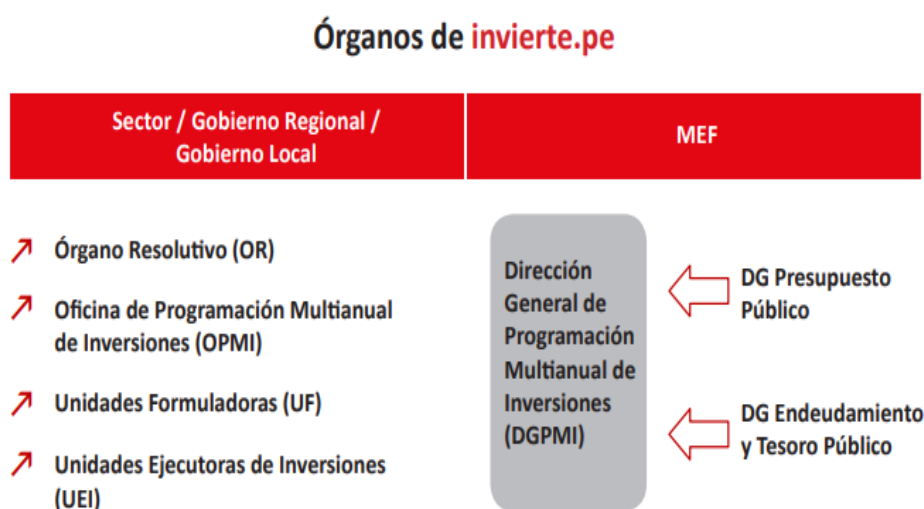 Órganos de invierte.pe
Sector / Gobierno Regional /
Gobierno Local
MEF
Órgano Resolutivo (OR)
Oficina de Programación Multianual
de Inversiones (OPMI)
Unidades Formuladoras (UF)
Unidades Ejecutoras de Inversiones
(UEI)
Dirección
General de
Programación
Multianual de
Inversiones
(DGPMI)
DG Presupuesto
Público
DG Endeudamiento
y Tesoro Público